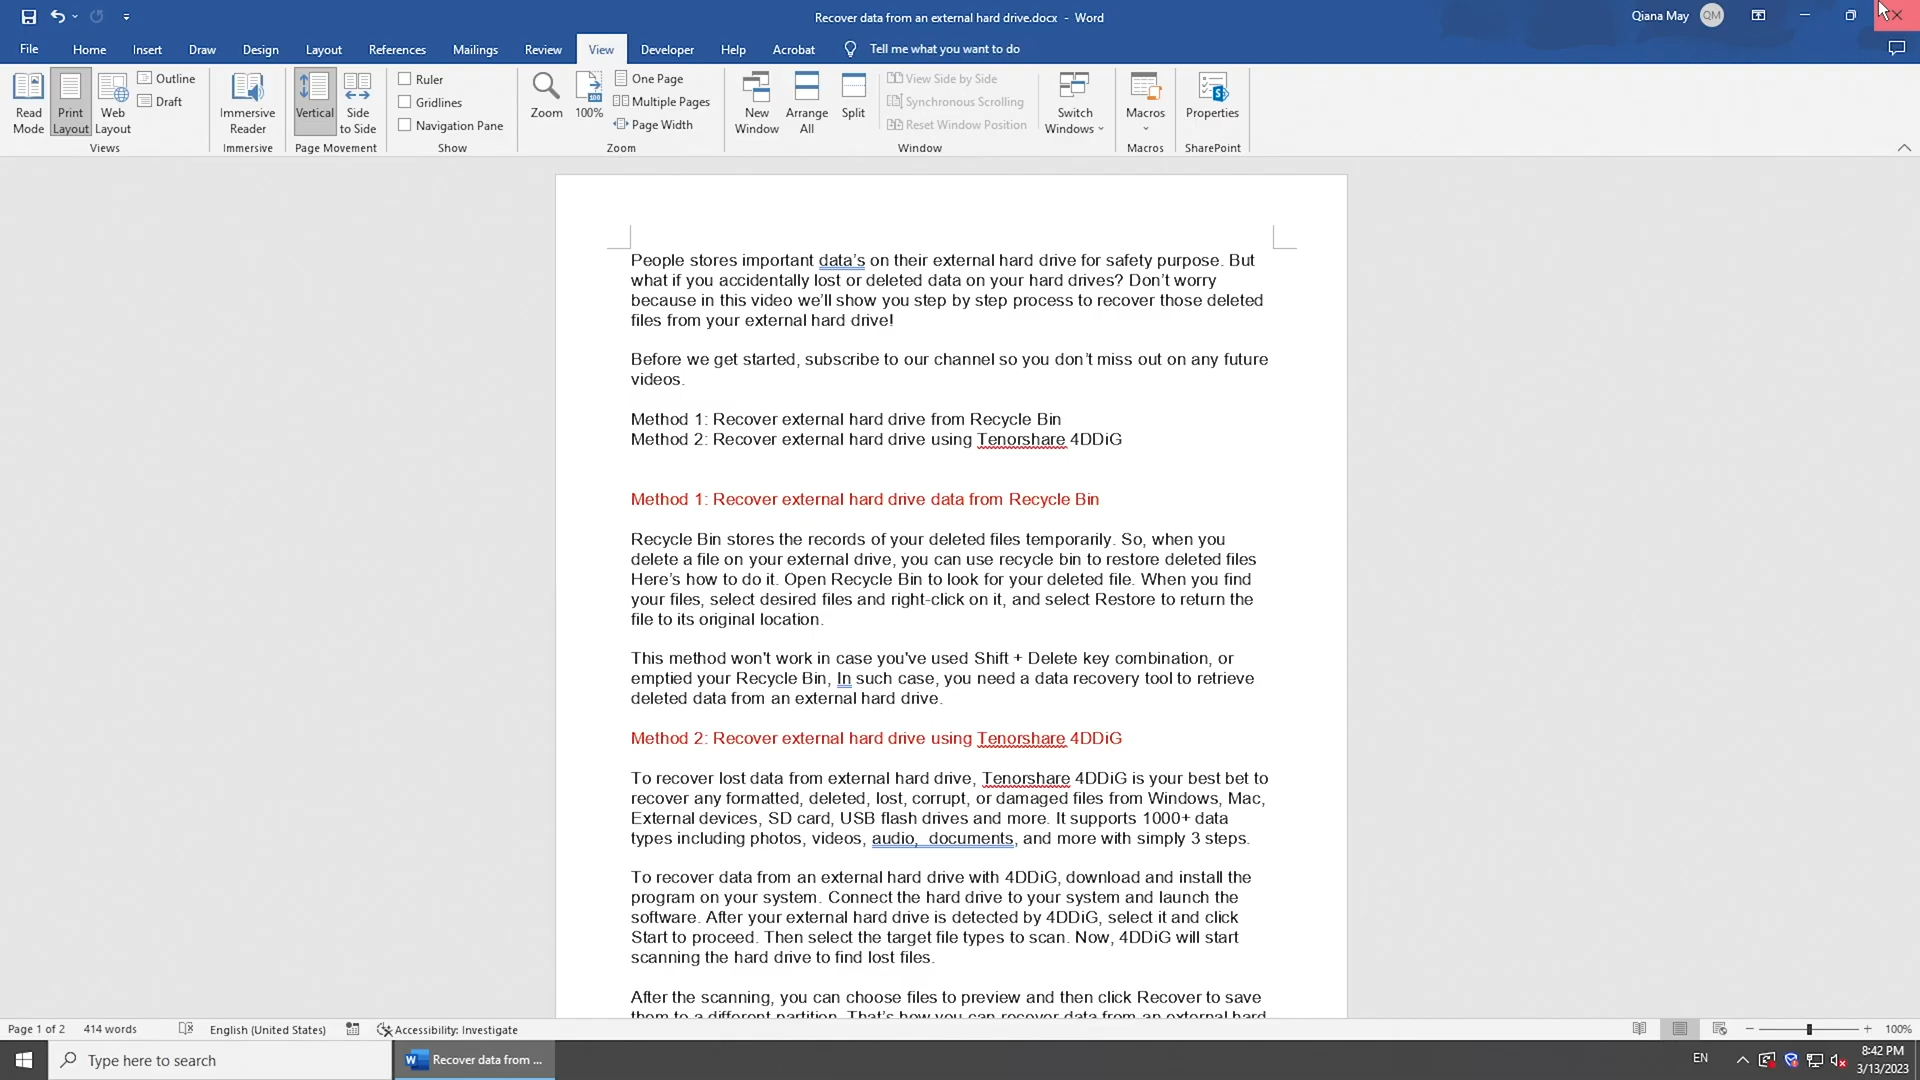 Recover data from an external hard drive.docx - Word
Qiana May
QM
File Home Insert Draw Design Layout References Mailings Review View Developer Help Acrobat Tell me what you want to do
Read Mode
Print Layout
Web Layout
Outline
Draft
Views
Immersive Reader
Immersive
Vertical
Side to Side
Page Movement
Ruler
Gridlines
Navigation Pane
Show
Zoom
100
100%
One Page
Multiple Pages
Page Width
Zoom
New Window
Arrange All
Split
View Side by Side
Synchronous Scrolling
Reset Window Position
Window
Switch Windows
Macros
Macros
Properties
SharePoint
People stores important data’s on their external hard drive for safety purpose. But
what if you accidentally lost or deleted data on your hard drives? Don’t worry
because in this video we’ll show you step by step process to recover those deleted
files from your external hard drive!
Before we get started, subscribe to our channel so you don’t miss out on any future
videos.
Method 1: Recover external hard drive from Recycle Bin
Method 2: Recover external hard drive using Tenorshare 4DDiG
Method 1: Recover external hard drive data from Recycle Bin
Recycle Bin stores the records of your deleted files temporarily. So, when you
delete a file on your external drive, you can use recycle bin to restore deleted files
Here’s how to do it. Open Recycle Bin to look for your deleted file. When you find
your files, select desired files and right-click on it, and select Restore to return the
file to its original location.
This method won't work in case you've used Shift + Delete key combination, or
emptied your Recycle Bin, In such case, you need a data recovery tool to retrieve
deleted data from an external hard drive.
Method 2: Recover external hard drive using Tenorshare 4DDiG
To recover lost data from external hard drive, Tenorshare 4DDiG is your best bet to
recover any formatted, deleted, lost, corrupt, or damaged files from Windows, Mac,
External devices, SD card, USB flash drives and more. It supports 1000+ data
types including photos, videos, audio,  documents, and more with simply 3 steps.
To recover data from an external hard drive with 4DDiG, download and install the
program on your system. Connect the hard drive to your system and launch the
software. After your external hard drive is detected by 4DDiG, select it and click
Start to proceed. Then select the target file types to scan. Now, 4DDiG will start
scanning the hard drive to find lost files.
After the scanning, you can choose files to preview and then click Recover to save
them to a different partition. That’s how you can recover data from an external hard
Page 1 of 2 414 words English (United States) Accessibility: Investigate 100%
Type here to search
Recover data from ...
EN
8:42 PM
3/13/2023